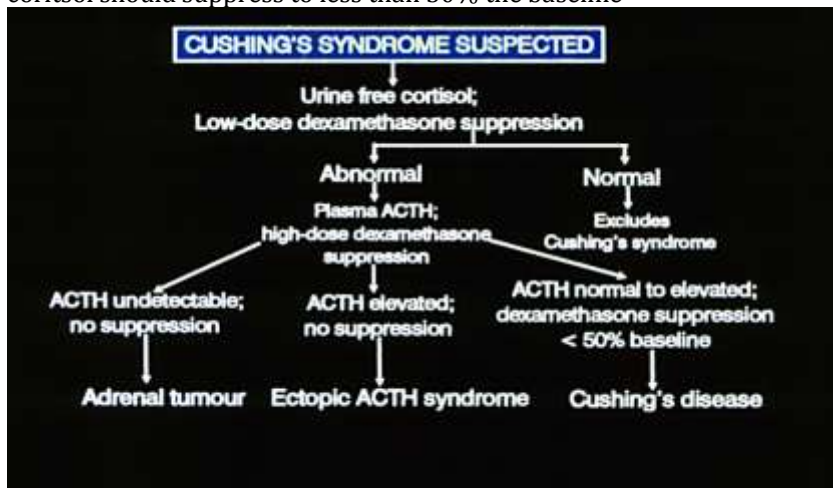 coritsol should suppress to less than 50% the baseline
CUSHING'S SYNDROME SUSPECTED
Urine free cortisol;
Low-dose dexamethasone suppression
Abnormal
Normal
Plasma ACTH;
high-dose dexamethasone
suppression
Excludes
Cushing's syndrome
ACTH undetectable;
no suppression
ACTH elevated;
no suppression
ACTH normal to elevated;
dexamethasone suppression
< 50% baseline
Adrenal tumour
Ectopic ACTH syndrome
Cushing's disease